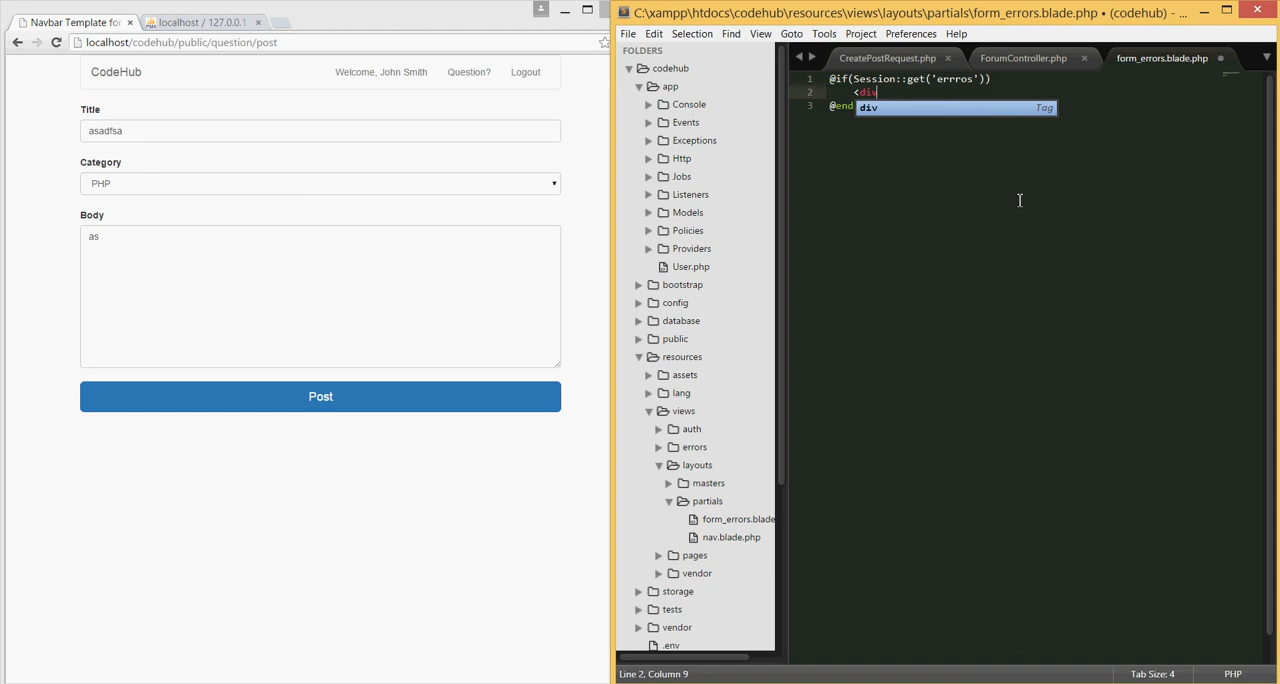 Navbar Template for
localhost / 127.0.0.1
localhost/codehub/public/question/post
CodeHub
Welcome, John Smith
Question?
Logout
Title
asadfsa
Category
PHP
Body
as
Post
C:\xampp\htdocs\codehub\resources\views\layouts\partials\form_errors.blade.php • (codehub) - ...
File Edit Selection Find View Goto Tools Project Preferences Help
FOLDERS
codehub
app
Console
Events
Exceptions
Http
Jobs
Listeners
Models
Policies
Providers
User.php
bootstrap
config
database
public
resources
assets
lang
views
auth
errors
layouts
masters
partials
form_errors.blade
nav.blade.php
pages
vendor
storage
tests
vendor
.env
CreatePostRequest.php
ForumController.php
form_errors.blade.php
1 @if(Session::get('errros'))
2 <div
3 @end
div Tag
Line 2, Column 9
Tab Size: 4
PHP